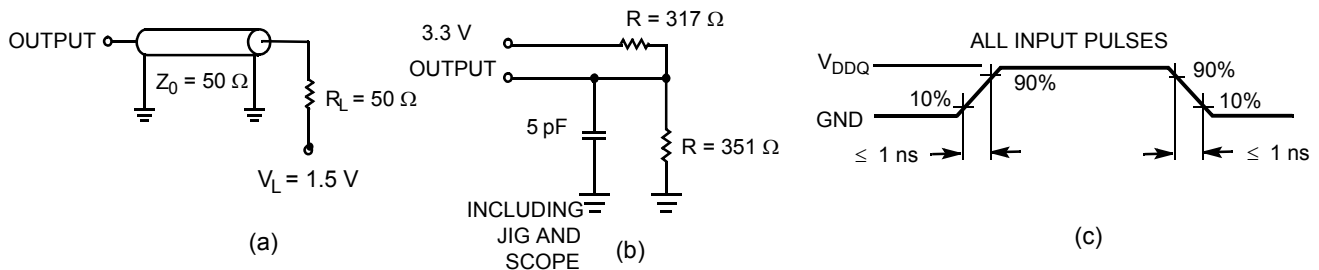 OUTPUT
Z0 = 50 Ω
RL = 50 Ω
VL = 1.5 V
(a)
R = 317 Ω
3.3 V
OUTPUT
5 pF
R = 351 Ω
INCLUDING
JIG AND
SCOPE
(b)
ALL INPUT PULSES
VDDQ
GND
10%
90%
90%
10%
≤ 1 ns
≤ 1 ns
(c)